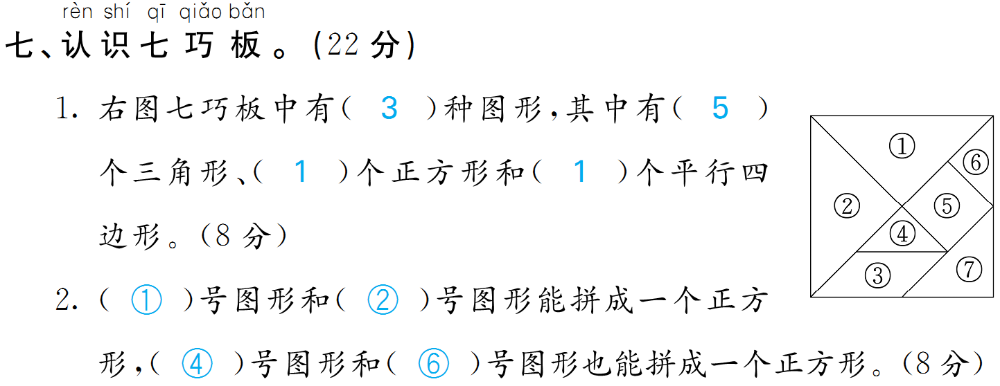 rèn shí qī qiǎo bǎn
七、认识七巧板。(22分)
1. 右图七巧板中有( 3 )种图形,其中有( 5 )
个三角形、( 1 )个正方形和( 1 )个平行四
边形。(8分)
2. ( ① )号图形和( ② )号图形能拼成一个正方
形,( ④ )号图形和( ⑥ )号图形也能拼成一个正方形。(8分)
①
⑥
②
⑤
④
③
⑦